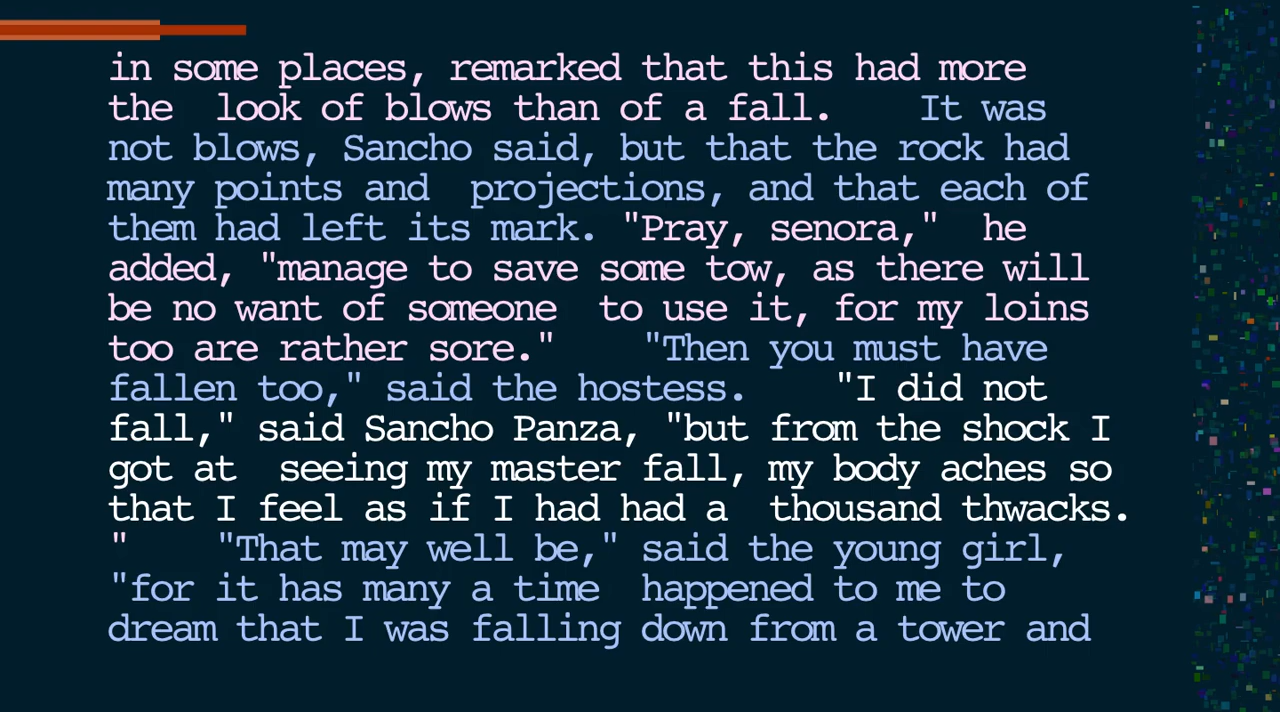 in some places, remarked that this had more
the  look of blows than of a fall.    It was
not blows, Sancho said, but that the rock had
many points and  projections, and that each of
them had left its mark. "Pray, senora,"  he
added, "manage to save some tow, as there will
be no want of someone  to use it, for my loins
too are rather sore."    "Then you must have
fallen too," said the hostess.    "I did not
fall," said Sancho Panza, "but from the shock I
got at  seeing my master fall, my body aches so
that I feel as if I had had a  thousand thwacks.
"    "That may well be," said the young girl,
"for it has many a time  happened to me to
dream that I was falling down from a tower and